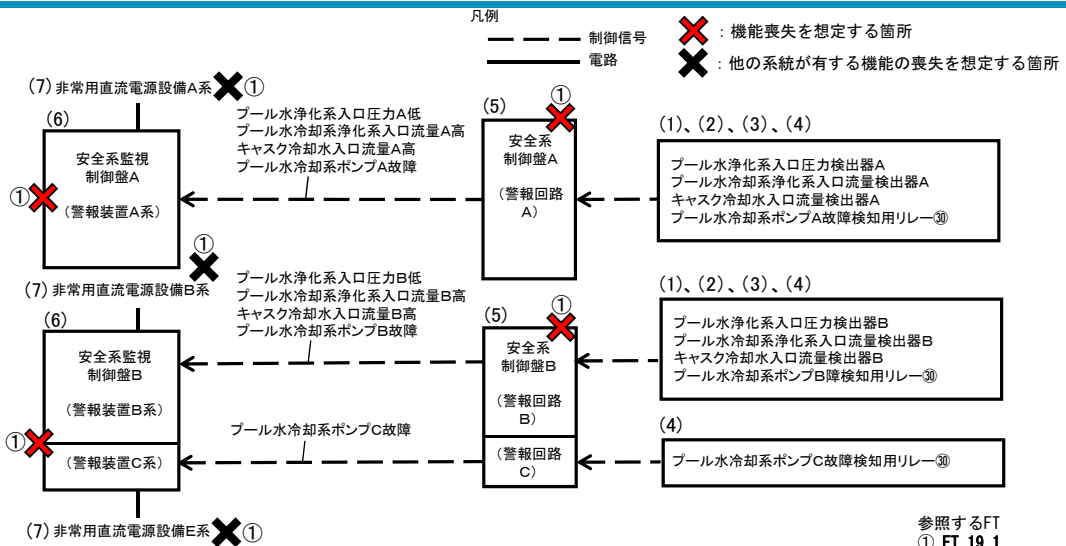 凡例
制御信号
電路
：機能喪失を想定する箇所
：他の系統が有する機能の喪失を想定する箇所
(7) 非常用直流電源設備A系 ①
(6)
安全系監視
制御盤A
（警報装置A系）
①
プール水浄化系入口圧力A低
プール水冷却系浄化系入口流量A高
キャスク冷却水入口流量A高
プール水冷却系ポンプA故障
(5)
①
安全系
制御盤A
（警報回路
A）
(1)、(2)、(3)、(4)
プール水浄化系入口圧力検出器A
プール水冷却系浄化系入口流量検出器A
キャスク冷却水入口流量検出器A
プール水冷却系ポンプA故障検知用リレー㉚
①
(7) 非常用直流電源設備B系
(6)
安全系監視
制御盤B
（警報装置B系）
①
（警報装置C系）
プール水浄化系入口圧力B低
プール水冷却系浄化系入口流量B高
キャスク冷却水入口流量B高
プール水冷却系ポンプB故障
プール水冷却系ポンプC故障
(5)
①
安全系
制御盤B
（警報回路
B）
（警報回路
C）
(1)、(2)、(3)、(4)
プール水浄化系入口圧力検出器B
プール水冷却系浄化系入口流量検出器B
キャスク冷却水入口流量検出器B
プール水冷却系ポンプB障検知用リレー㉚
(4)
プール水冷却系ポンプC故障検知用リレー㉚
(7) 非常用直流電源設備E系 ①
参照するFT
① FT 19 1